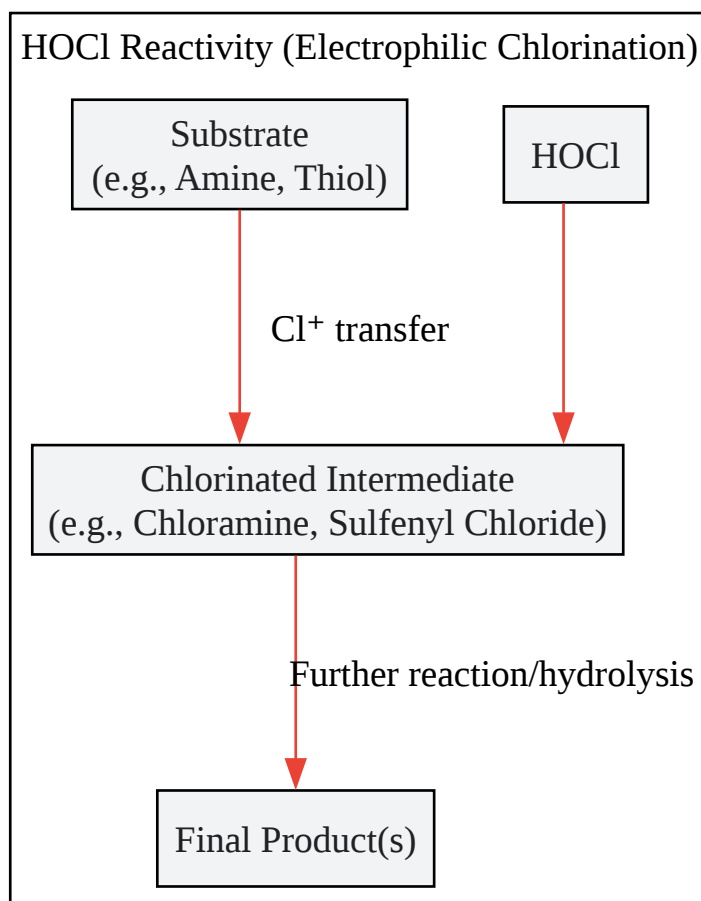 HOCl Reactivity (Electrophilic Chlorination)
Substrate
(e.g., Amine, Thiol)
HOCl
Cl⁺ transfer
Chlorinated Intermediate
(e.g., Chloramine, Sulfenyl Chloride)
Further reaction/hydrolysis
Final Product(s)